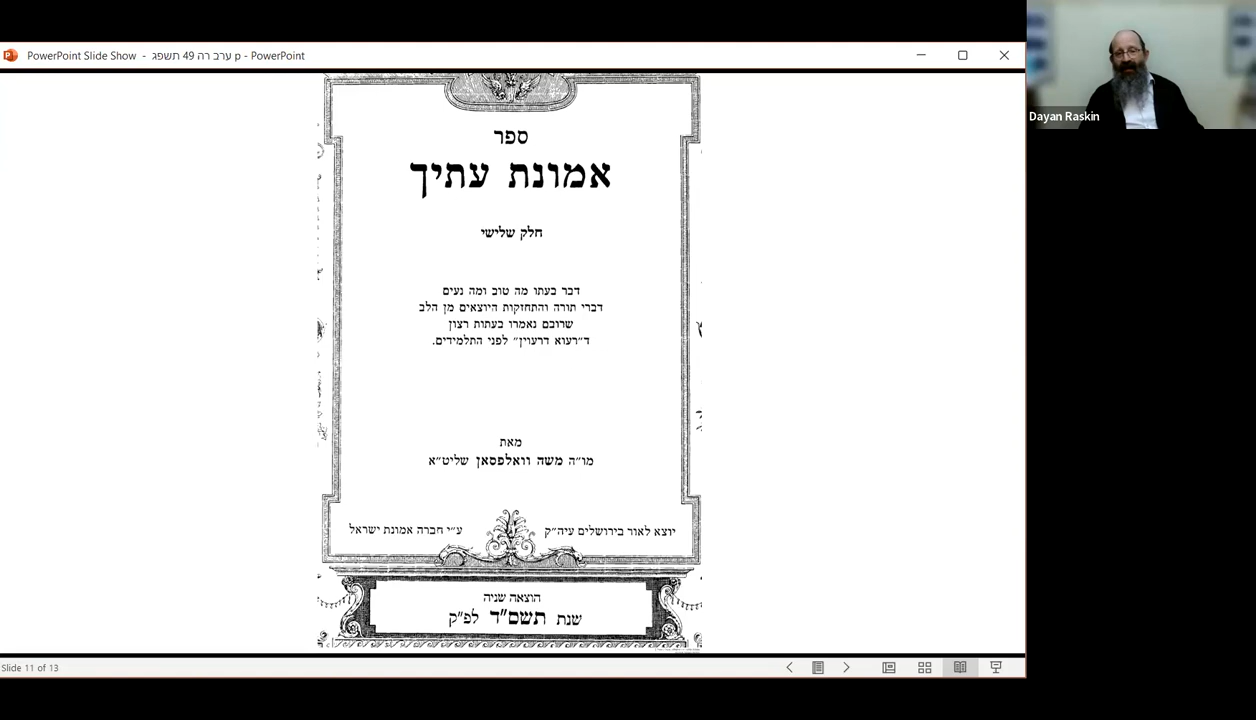 PowerPoint Slide Show - ערב רה 49 תשפג p - PowerPoint
Dayan Raskin
ספר
אמונת עתיך
חלק שלישי
דבר בעתו מה טוב ומה נעים
דברי תורה והתחזקות היוצאים מן הלב
שרובם נאמרו בעתות רצון
ד״רעוא דרעוין״ לפני התלמידים.
מאת
מו״ה משה וואלפסאן שליט״א
יוצא לאור בירושלים עיה״ק
ע״י חברה אמונת ישראל
הוצאה שניה
שנת תשס״ד לפ״ק
Slide 11 of 13